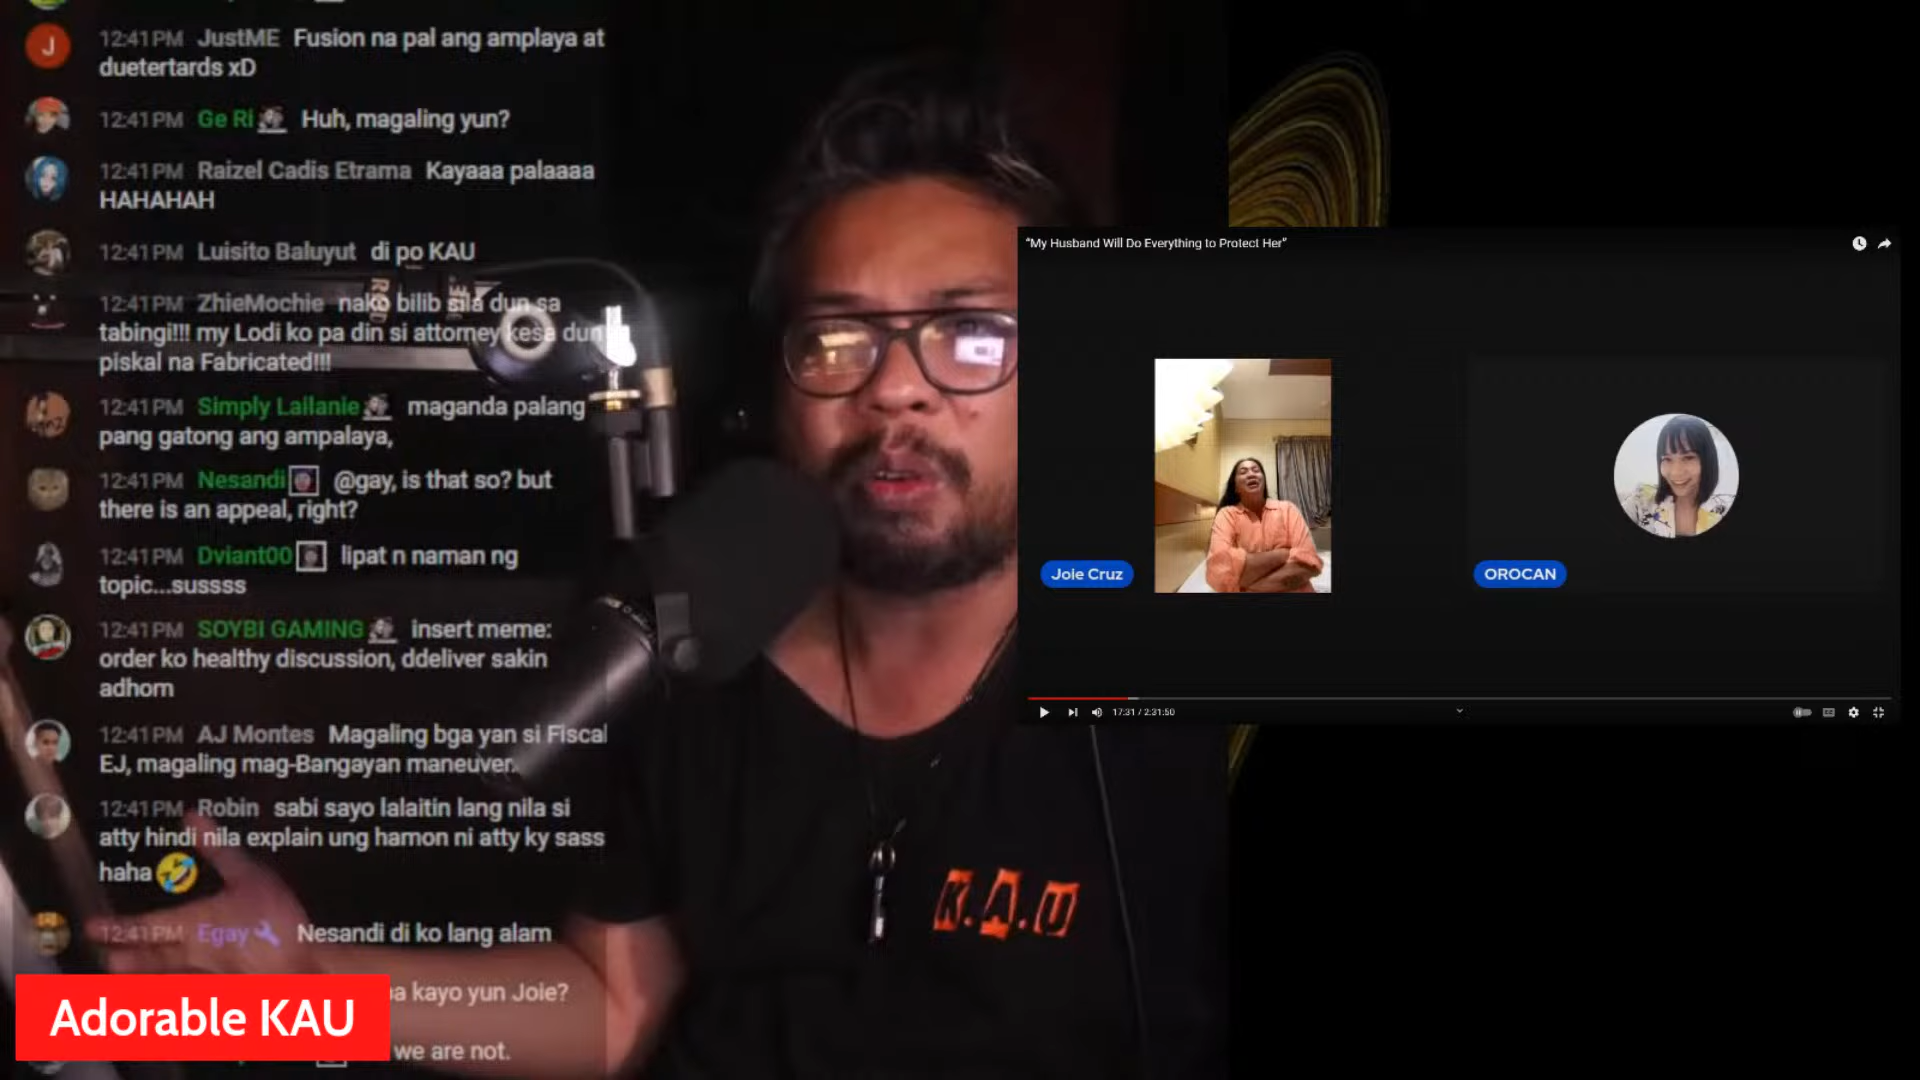 12:41 PM JustME Fusion na pal ang amplaya at
duetertards xD
12:41 PM Ge Ri Huh, magaling yun?
12:41 PM Raizel Cadis Etrama Kayaaa palaaaa
HAHAHAH
12:41 PM Luisito Baluyut di po KAU
12:41 PM ZhieMochie nako bilib sila dun sa
tabingi!!! my Lodi ko pa din si attorney kesa dun
piskal na Fabricated!!!
12:41 PM Simply Lailanie maganda palang
pang gatong ang ampalaya,
12:41 PM Nesandi @gay, is that so? but
there is an appeal, right?
12:41 PM Dviant00 lipat n naman ng
topic...sussss
12:41 PM SOYBI GAMING insert meme:
order ko healthy discussion, ddeliver sakin
adhom
12:41 PM AJ Montes Magaling bga yan si Fiscal
EJ, magaling mag-Bangayan maneuver.
12:41 PM Robin sabi sayo lalaitin lang nila si
atty hindi nila explain ung hamon ni atty ky sass
haha
12:41 PM Egay Nesandi di ko lang alam
kayo yun Joie?
we are not.
Adorable KAU
K.A.U
"My Husband Will Do Everything to Protect Her"
Joie Cruz
OROCAN
17:31 / 2:31:50